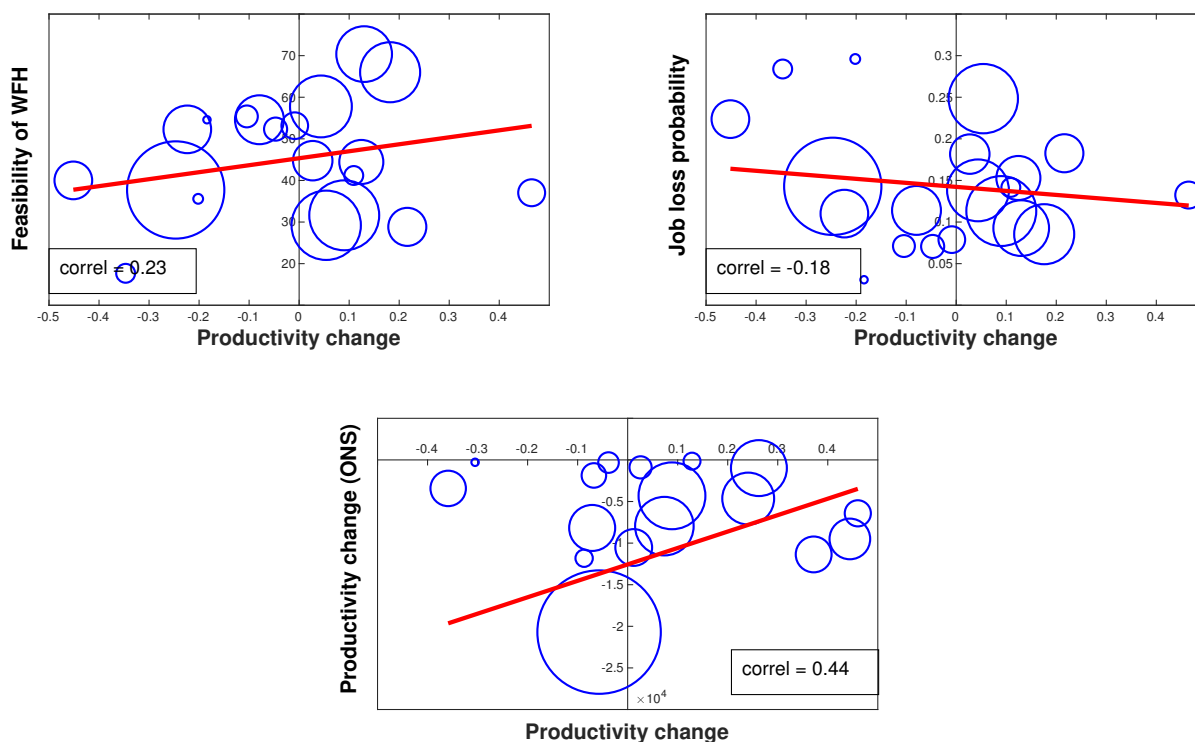 Feasibility of WFH
70
60
50
40
30
20
correl = 0.23
-0.5 -0.4 -0.3 -0.2 -0.1 0 0.1 0.2 0.3 0.4
Productivity change
Job loss probability
0.3
0.25
0.2
0.15
0.1
0.05
correl = -0.18
-0.5 -0.4 -0.3 -0.2 -0.1 0 0.1 0.2 0.3 0.4
Productivity change
Productivity change (ONS)
-0.4 -0.3 -0.2 -0.1 0.1 0.2 0.3 0.4
-0.5
-1
-1.5
-2
-2.5
×10⁴
correl = 0.44
Productivity change